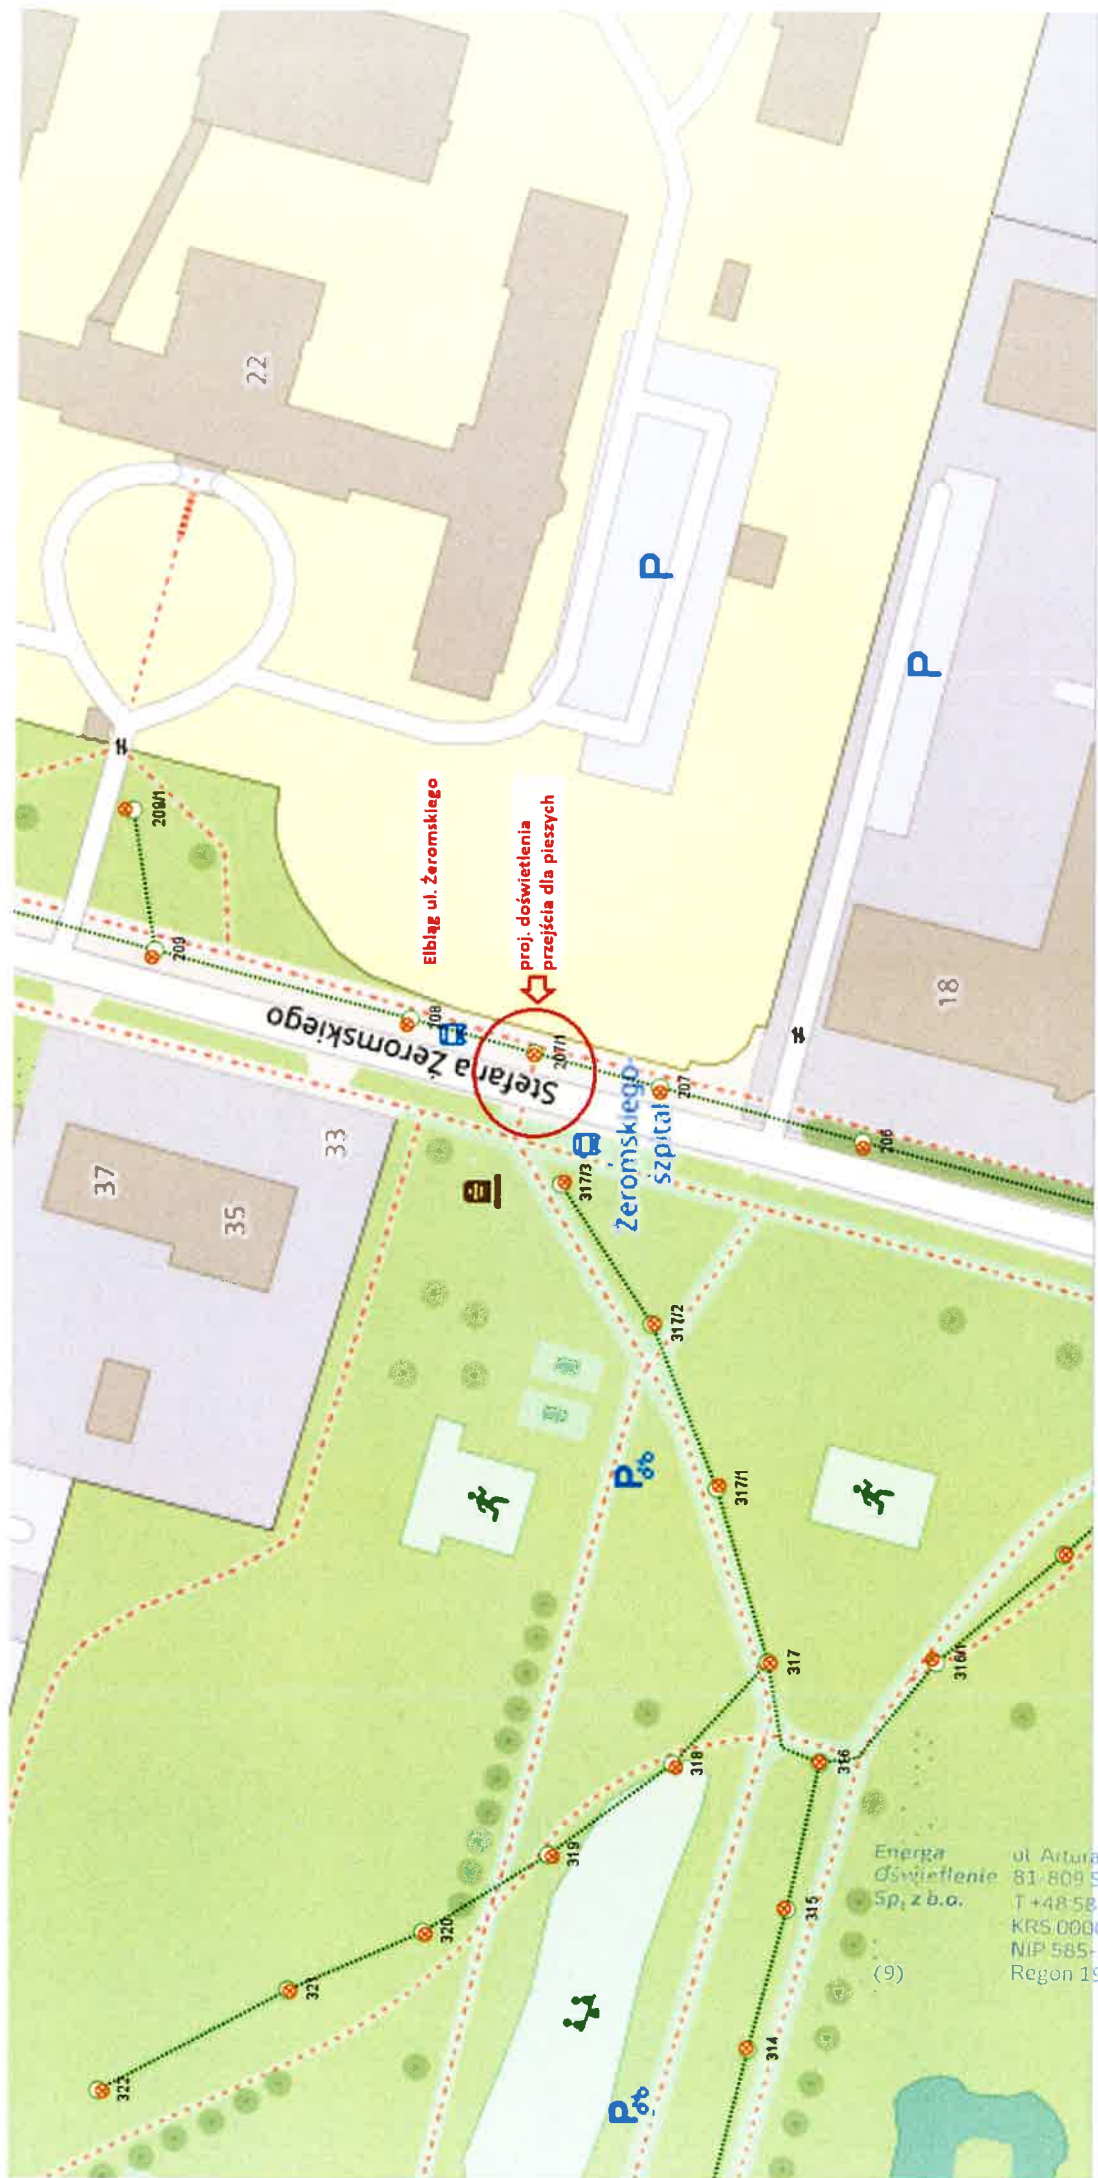 22
P
P
209/1
209
Elbląg ul. Żeromskiego
proj. doświetlenia
przejścia dla pieszych
208
Stefana Żeromskiego
207/1
207
18
206
Żeromskiego-
szpital
37
35
33
317/3
317/2
317/1
P
317
316/1
318
316
319
315
320
321
314
322
P
Energa
Oświetlenie
Sp. z o.o.
ul. Artura
81-809 S
T +48 58
KRS 000
NIP 585-
Regon 19
(9)